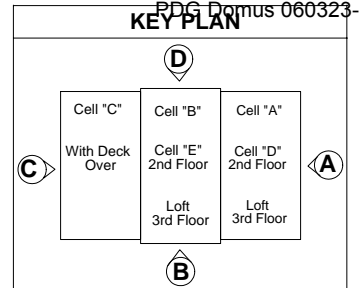 PDG Domus 060323-
KEY PLAN
D
Cell "C"
With Deck
Over
Cell "B"
Cell "E"
2nd Floor
Loft
3rd Floor
Cell "A"
Cell "D"
2nd Floor
Loft
3rd Floor
C
A
B